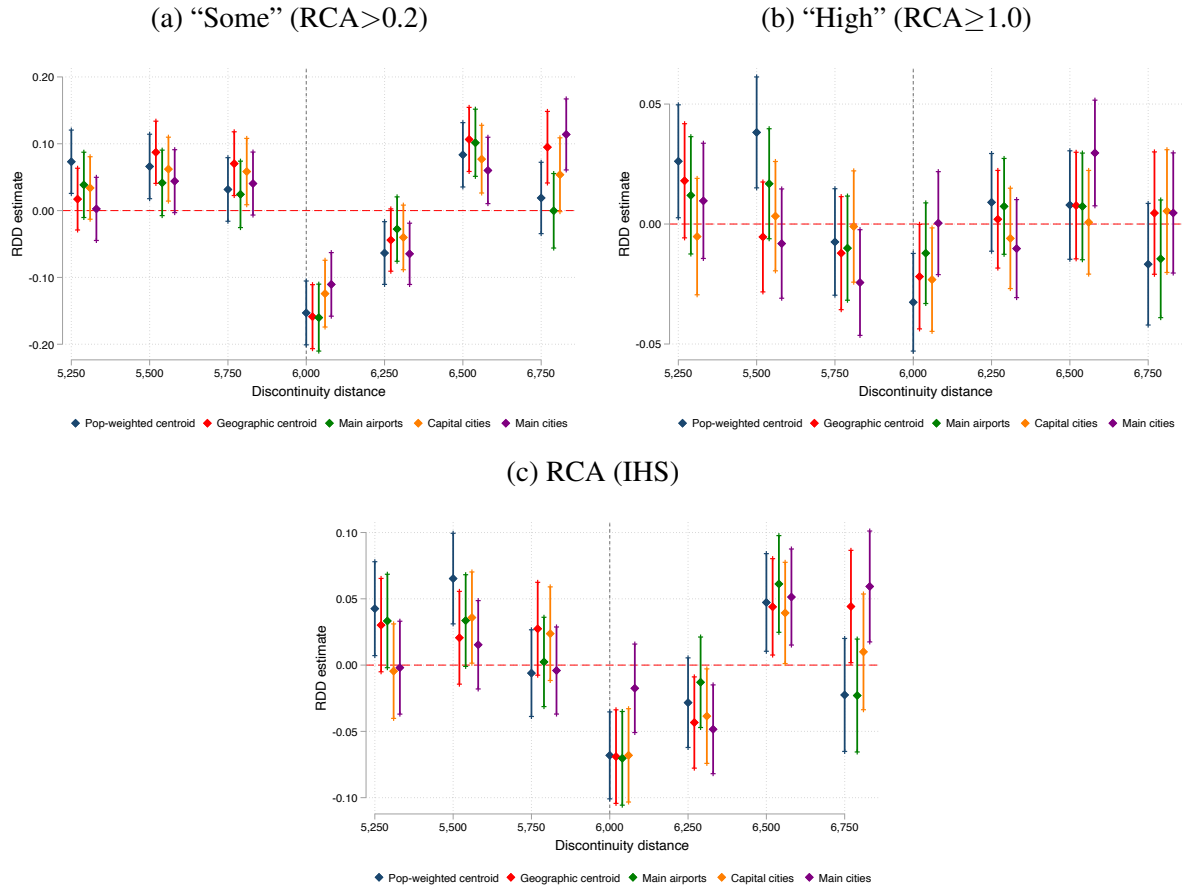 (a) “Some” (RCA>0.2)
(b) “High” (RCA≥1.0)
RDD estimate
0.20
0.10
0.00
-0.10
-0.20
5,250 5,500 5,750 6,000 6,250 6,500 6,750
Discontinuity distance
Pop-weighted centroid Geographic centroid Main airports Capital cities Main cities
RDD estimate
0.05
0.00
-0.05
5,250 5,500 5,750 6,000 6,250 6,500 6,750
Discontinuity distance
Pop-weighted centroid Geographic centroid Main airports Capital cities Main cities
(c) RCA (IHS)
RDD estimate
0.10
0.05
0.00
-0.05
-0.10
5,250 5,500 5,750 6,000 6,250 6,500 6,750
Discontinuity distance
Pop-weighted centroid Geographic centroid Main airports Capital cities Main cities